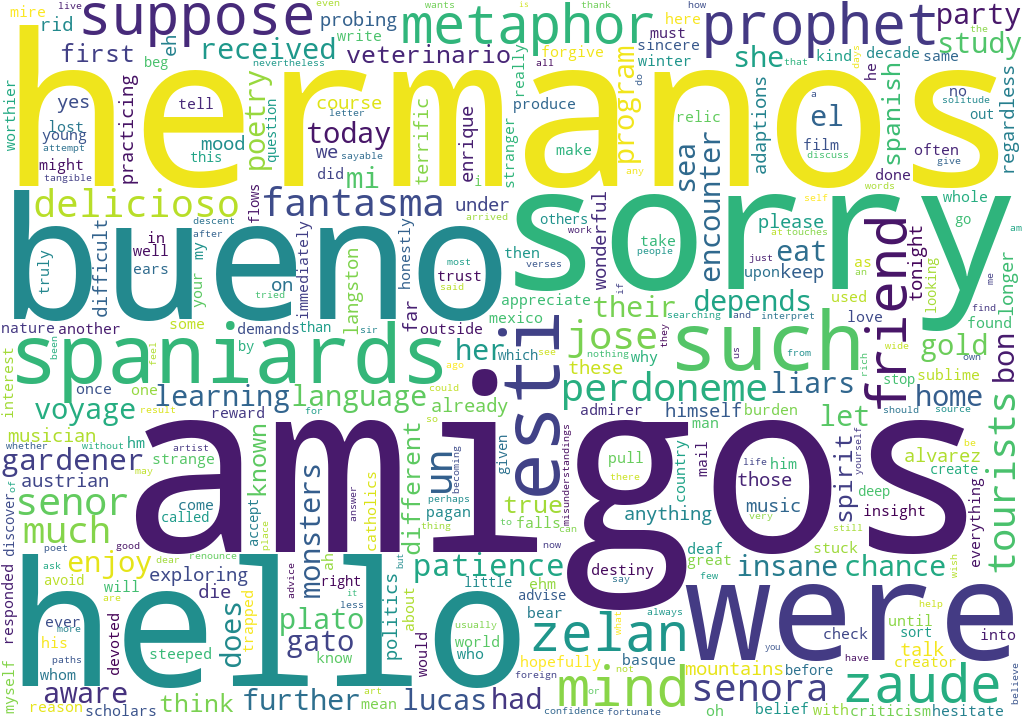 mire
live
suppose
even
wants
is
thank
how
rid
probing
metaphor
prophet
party
eh
write
here
the
first
received
veterinario
forgive
must
sincere
she
that
kind
decade
same
study
beg
nevertheless
really
all
winter
days
he
worthier
hermanos
yes
tell
poetry
question
course
terrific
produce
program
do
relic
adaptions
a
no
solitude
out
spanish
regardless
lost
young
attempt
practicing
mood
this
today
letter
sayable
we
enrique
stranger
make
any
el
film
discuss
often
give
might
tangible
did
mi
i
sea
done
delicioso
flows
fantasma
under
arrived
wonderful
encounter
self
words
whole
bueno
sorry
descent
after
others
work
take
people
please
at
touches
go
am
truly
in
well
years
my
your
difficult
on
immediately
honestly
most
said
trust
then
verses
if
just
upon
keep
eat
as
an
friend
tonight
looking
me
longer
tried
langston
far
appreciate
their
depends
used
find
nature
another
some
demands
than
sir
outside
mexico
searching
and
interpret
love
found
spaniards
been
feel
by
her
which
see
estli
jose
nothing
why
they
us
such
from
rich
wide
gold
own
interest
once
one
learning
reward
language
for
ago
could
already
so
these
perdoneme
liars
stop
sublime
bon
voyage
result
admirer
himself
burden
let
should
source
home
musician
hm
whether
without
artist
amigos
given
man
be
tourists
gardener
strange
known
different
un
becoming
misunderstandings
pull
there
country
mail
life
him
those
spirit
yourself
alvarez
create
austrian
may
monsters
answer
catholics
perhaps
true
music
very
deep
insight
everything
senor
come
called
accept
place
pagan
thing
to
falls
can
anything
still
of
discover
responded
much
poet
good
renounce
dear
ah
but
now
deaf
great
stuck
wish
ask
enjoy
advice
right
patience
destiny
say
few
insane
chance
avoid
will
are
exploring
die
it
less
politics
about
little
ehm
advise
hello
were
ever
more
his
devoted
does
trapped
plato
would
usually
world
bear
zelan
always
what
help
until
into
whom
paths
steeped
gato
know
who
hopefully
foreign
not
basque
mountains
you
check
have
sort
talk
creator
myself
reason
aware
scholars
think
further
art
mean
lucas
had
confidence
or
fortunate
mind
senora
before
belief
oh
with
criticism
zaude
hesitate
believe